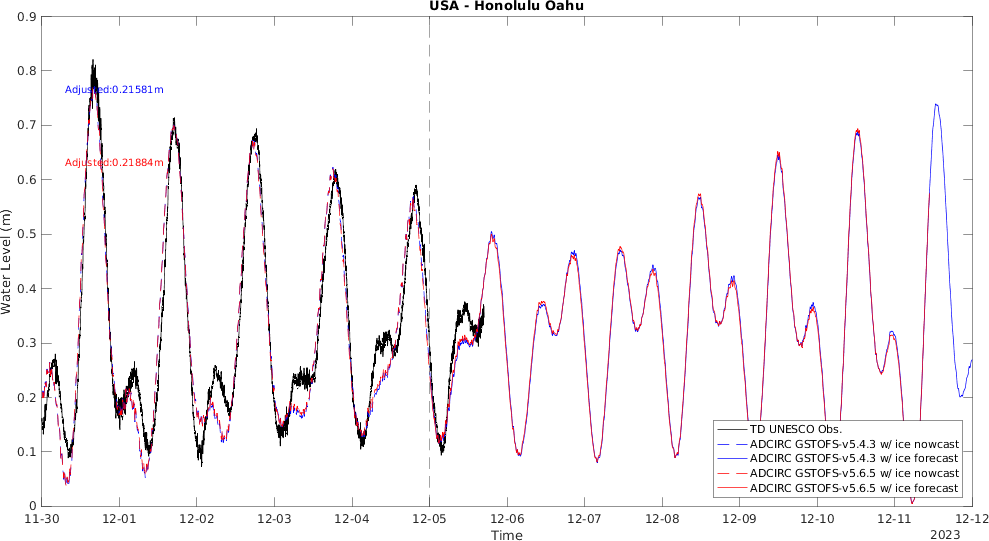 USA - Honolulu Oahu
0.9
0.8
0.7
0.6
0.5
0.4
0.3
0.2
0.1
0
Water Level (m)
Adjusted:0.21581m
Adjusted:0.21884m
TD UNESCO Obs.
ADCIRC GSTOFS-v5.4.3 w/ ice nowcast
ADCIRC GSTOFS-v5.4.3 w/ ice forecast
ADCIRC GSTOFS-v5.6.5 w/ ice nowcast
ADCIRC GSTOFS-v5.6.5 w/ ice forecast
11-30 12-01 12-02 12-03 12-04 12-05 12-06 12-07 12-08 12-09 12-10 12-11 12-12
Time
2023